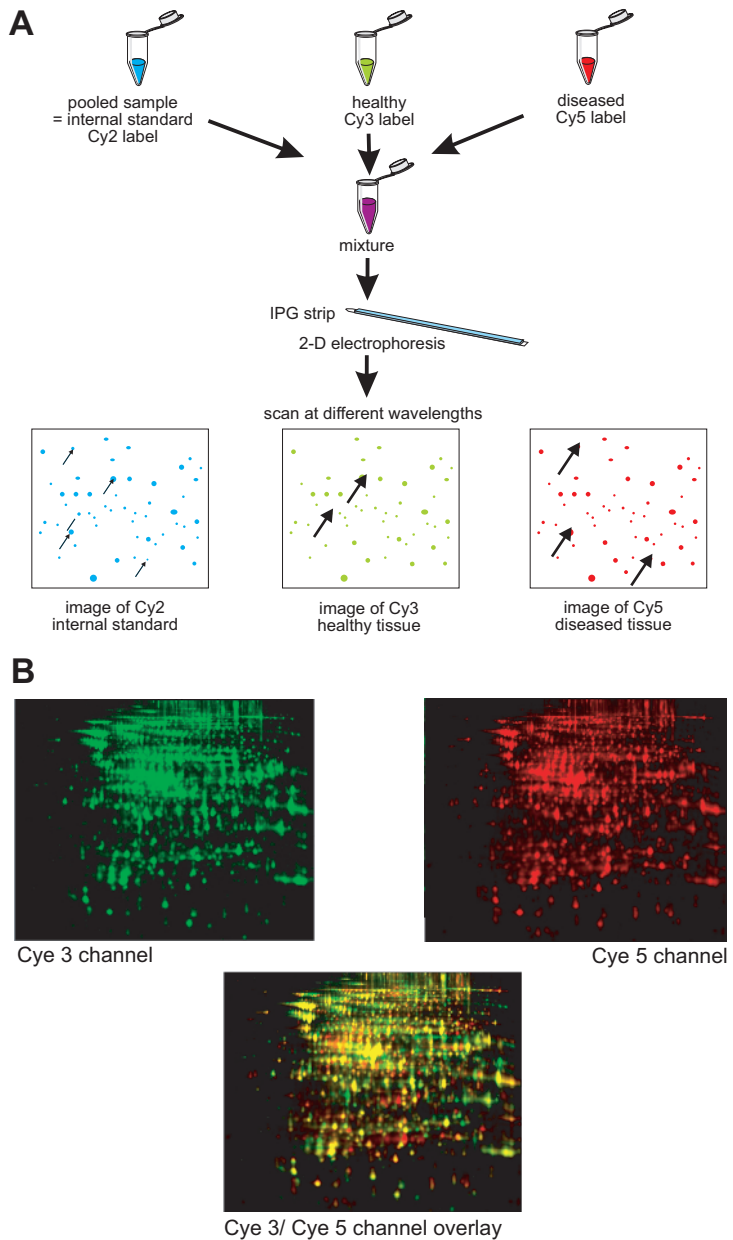 A
pooled sample
= internal standard
Cy2 label
healthy
Cy3 label
diseased
Cy5 label
mixture
IPG strip
2-D electrophoresis
scan at different wavelengths
image of Cy2
internal standard
image of Cy3
healthy tissue
image of Cy5
diseased tissue
B
Cye 3 channel
Cye 5 channel
Cye 3/ Cye 5 channel overlay